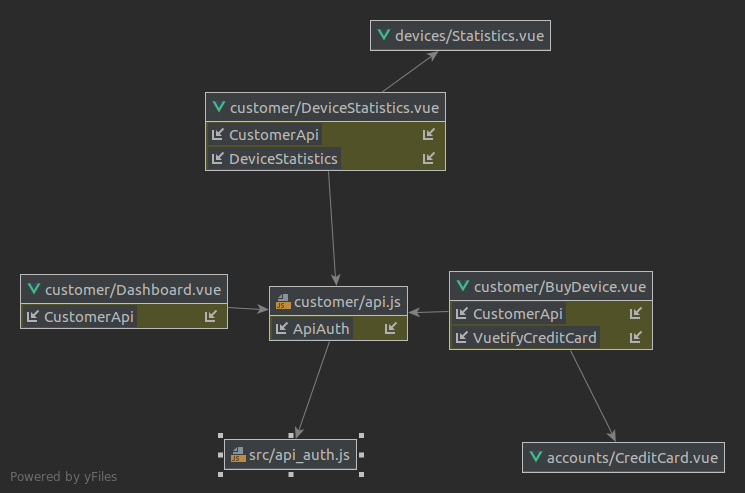 devices/Statistics.vue
customer/DeviceStatistics.vue
CustomerApi
DeviceStatistics
customer/Dashboard.vue
CustomerApi
customer/api.js
ApiAuth
customer/BuyDevice.vue
CustomerApi
VuetifyCreditCard
src/api_auth.js
accounts/CreditCard.vue
Powered by yFiles